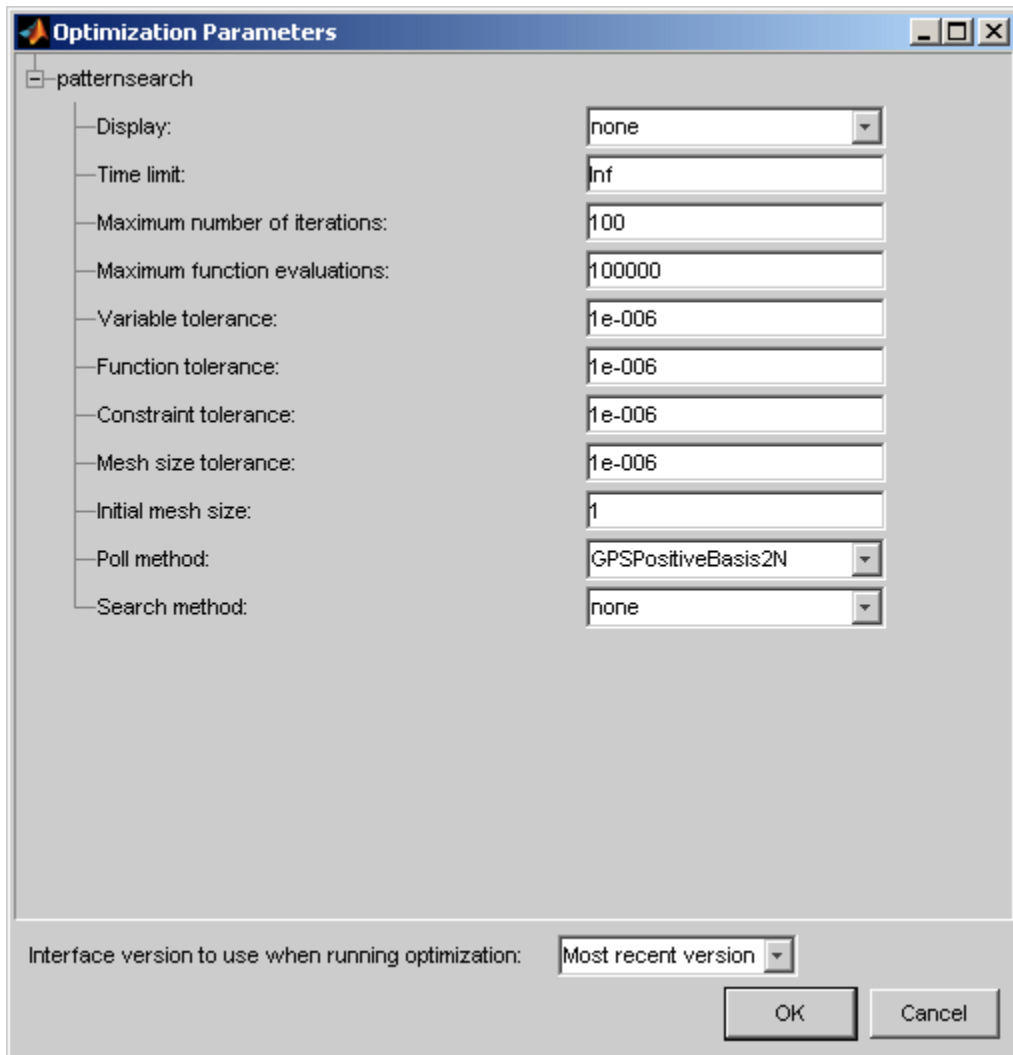 Optimization Parameters
patternsearch
Display: none
Time limit: Inf
Maximum number of iterations: 100
Maximum function evaluations: 100000
Variable tolerance: 1e-006
Function tolerance: 1e-006
Constraint tolerance: 1e-006
Mesh size tolerance: 1e-006
Initial mesh size: 1
Poll method: GPSPositiveBasis2N
Search method: none
Interface version to use when running optimization: Most recent version
OK Cancel